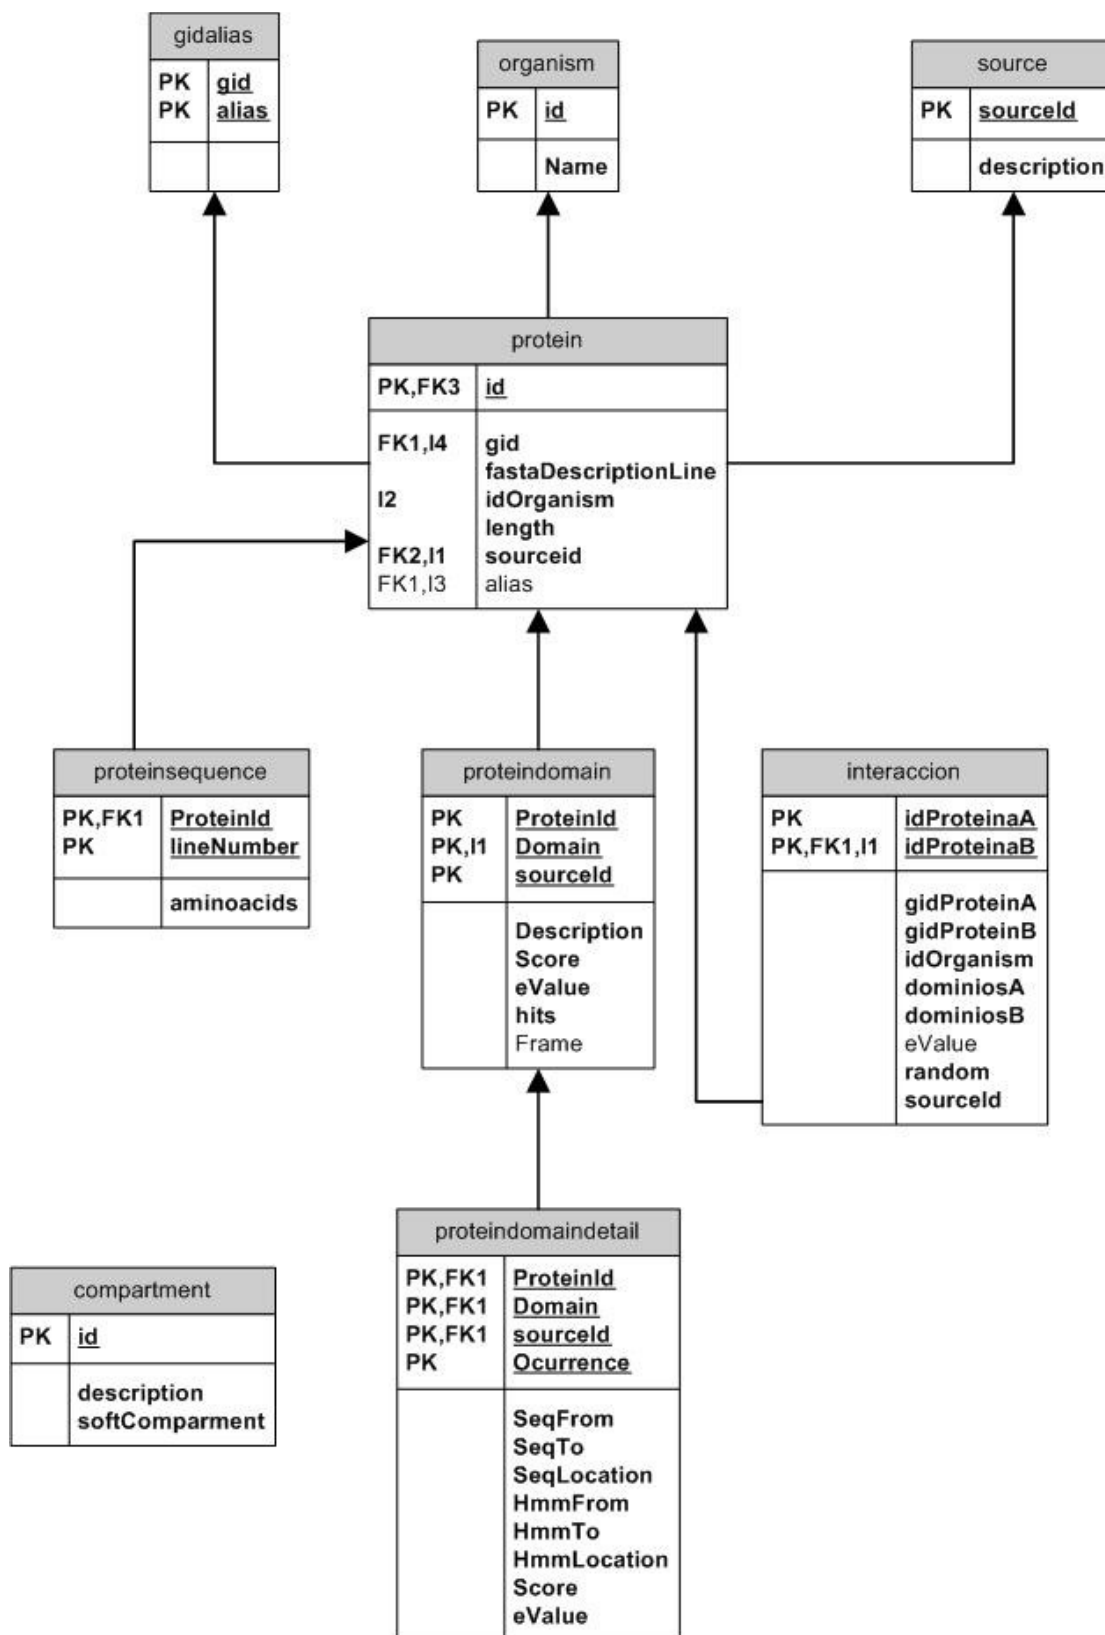 gidalias
PK gid
PK alias
organism
PK id
Name
source
PK sourceId
description
protein
PK,FK3 id
FK1,I4 gid
fastaDescriptionLine
I2 idOrganism
length
FK2,I1 sourceid
FK1,I3 alias
proteinsequence
PK,FK1 ProteinId
PK lineNumber
aminoacids
proteindomain
PK ProteinId
PK,I1 Domain
PK sourceId
Description
Score
eValue
hits
Frame
interaccion
PK idProteinaA
PK,FK1,I1 idProteinaB
gidProteinA
gidProteinB
idOrganism
dominiosA
dominiosB
eValue
random
sourceId
compartment
PK id
description
softComparment
proteindomaindetail
PK,FK1 ProteinId
PK,FK1 Domain
PK,FK1 sourceId
PK Ocurrence
SeqFrom
SeqTo
SeqLocation
HmmFrom
HmmTo
HmmLocation
Score
eValue